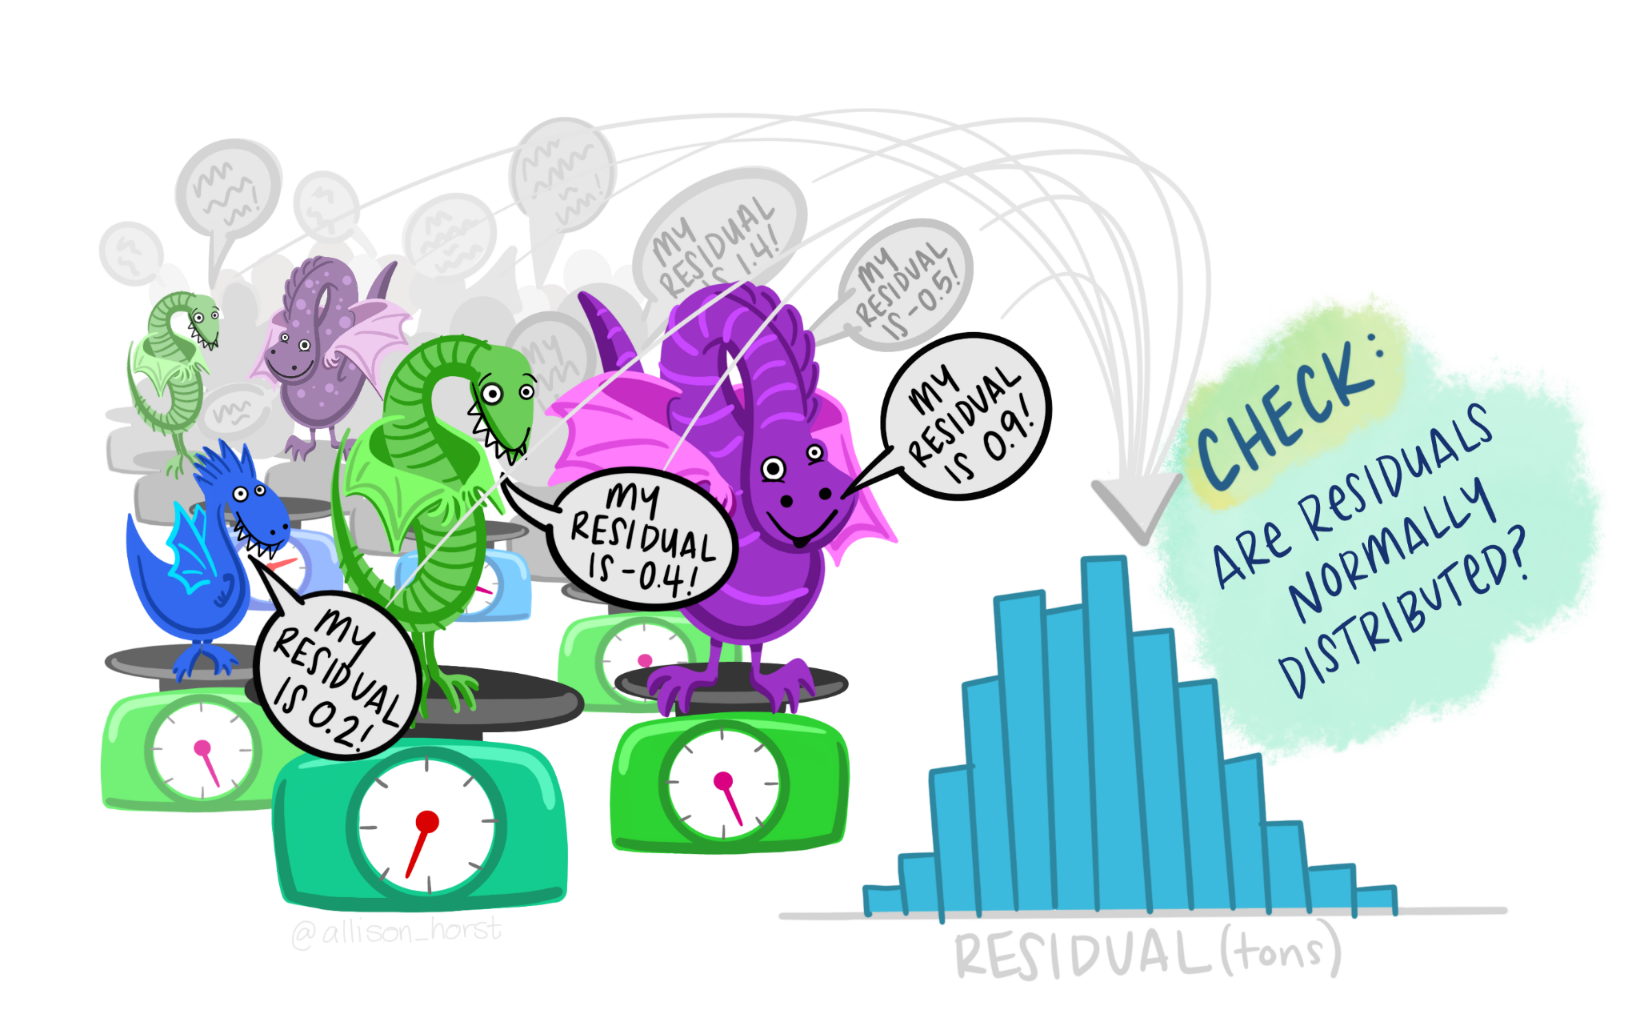 MY
RESIDUAL
IS 1.4!
MY
RESIDUAL
IS -0.5!
MY
RESIDUAL
IS 0.9!
MY
MY
RESIDUAL
IS -0.4!
MY
RESIDUAL
IS 0.2!
CHECK:
ARE RESIDUALS
NORMALLY
DISTRIBUTED?
RESIDUAL (tons)
@allison_horst